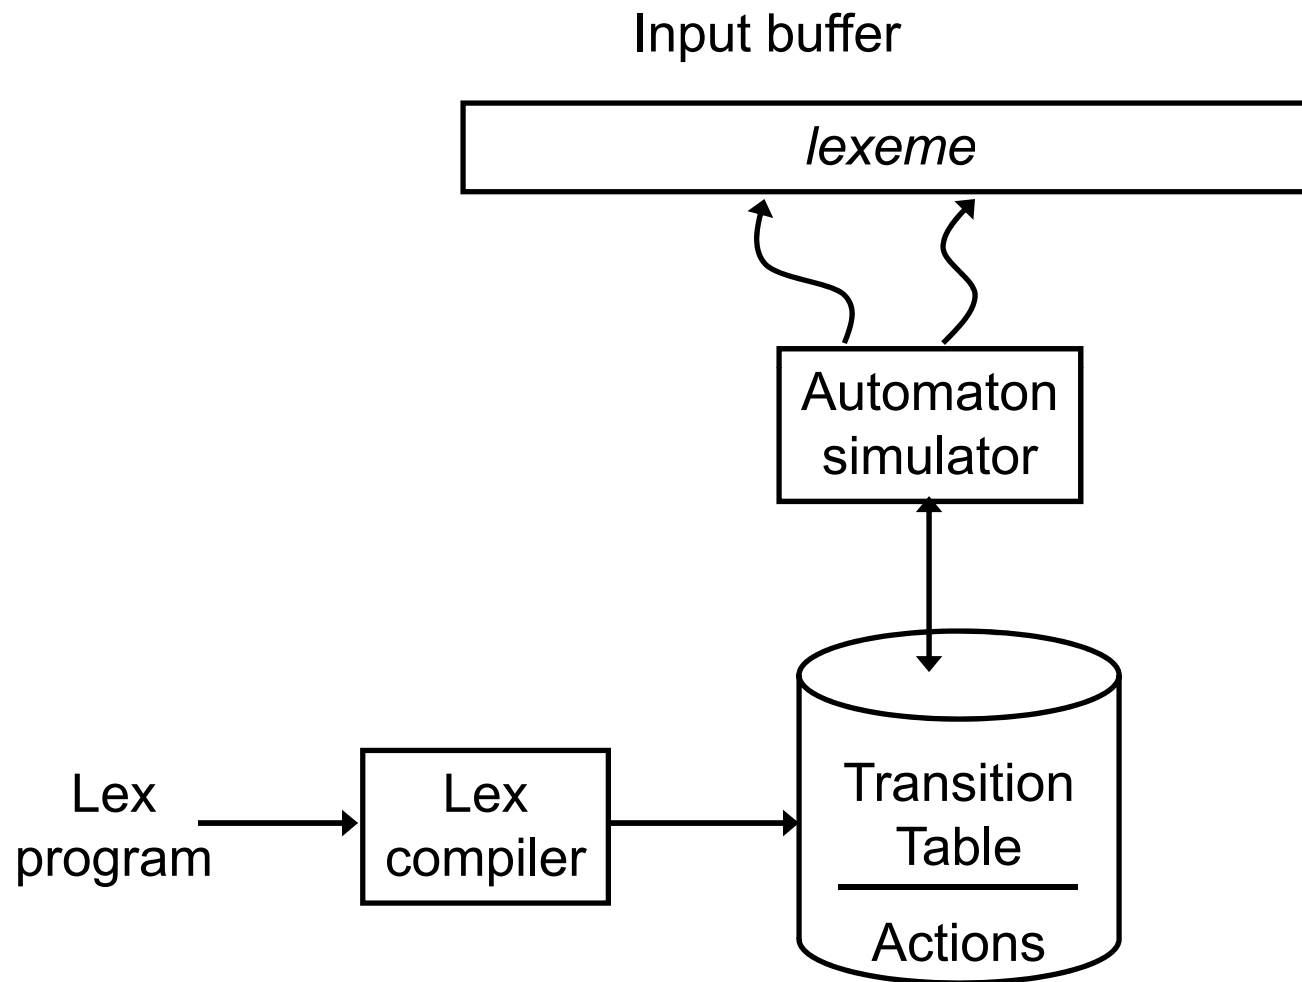 Input buffer
lexeme
Automaton
simulator
Lex
program
Lex
compiler
Transition
Table
Actions